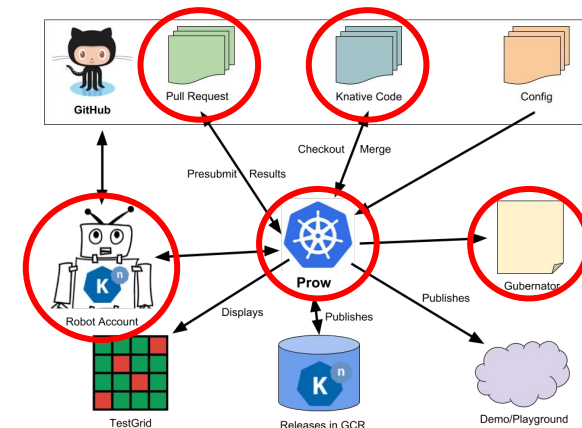 Pull Request
Knative Code
Config
GitHub
Checkout
Merge
Presubmit
Results
K
n
Robot Account
Prow
Gubernator
Displays
Publishes
Publishes
K
n
TestGrid
Releases in GCR
Demo/Playground